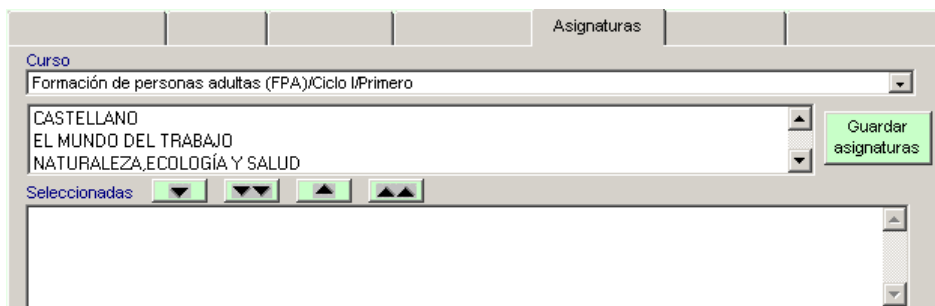 Asignaturas
Curso
Formación de personas adultas (FPA)/Ciclo I/Primero
CASTELLANO
EL MUNDO DEL TRABAJO
NATURALEZA,ECOLOGÍA Y SALUD
Guardar
asignaturas
Seleccionadas